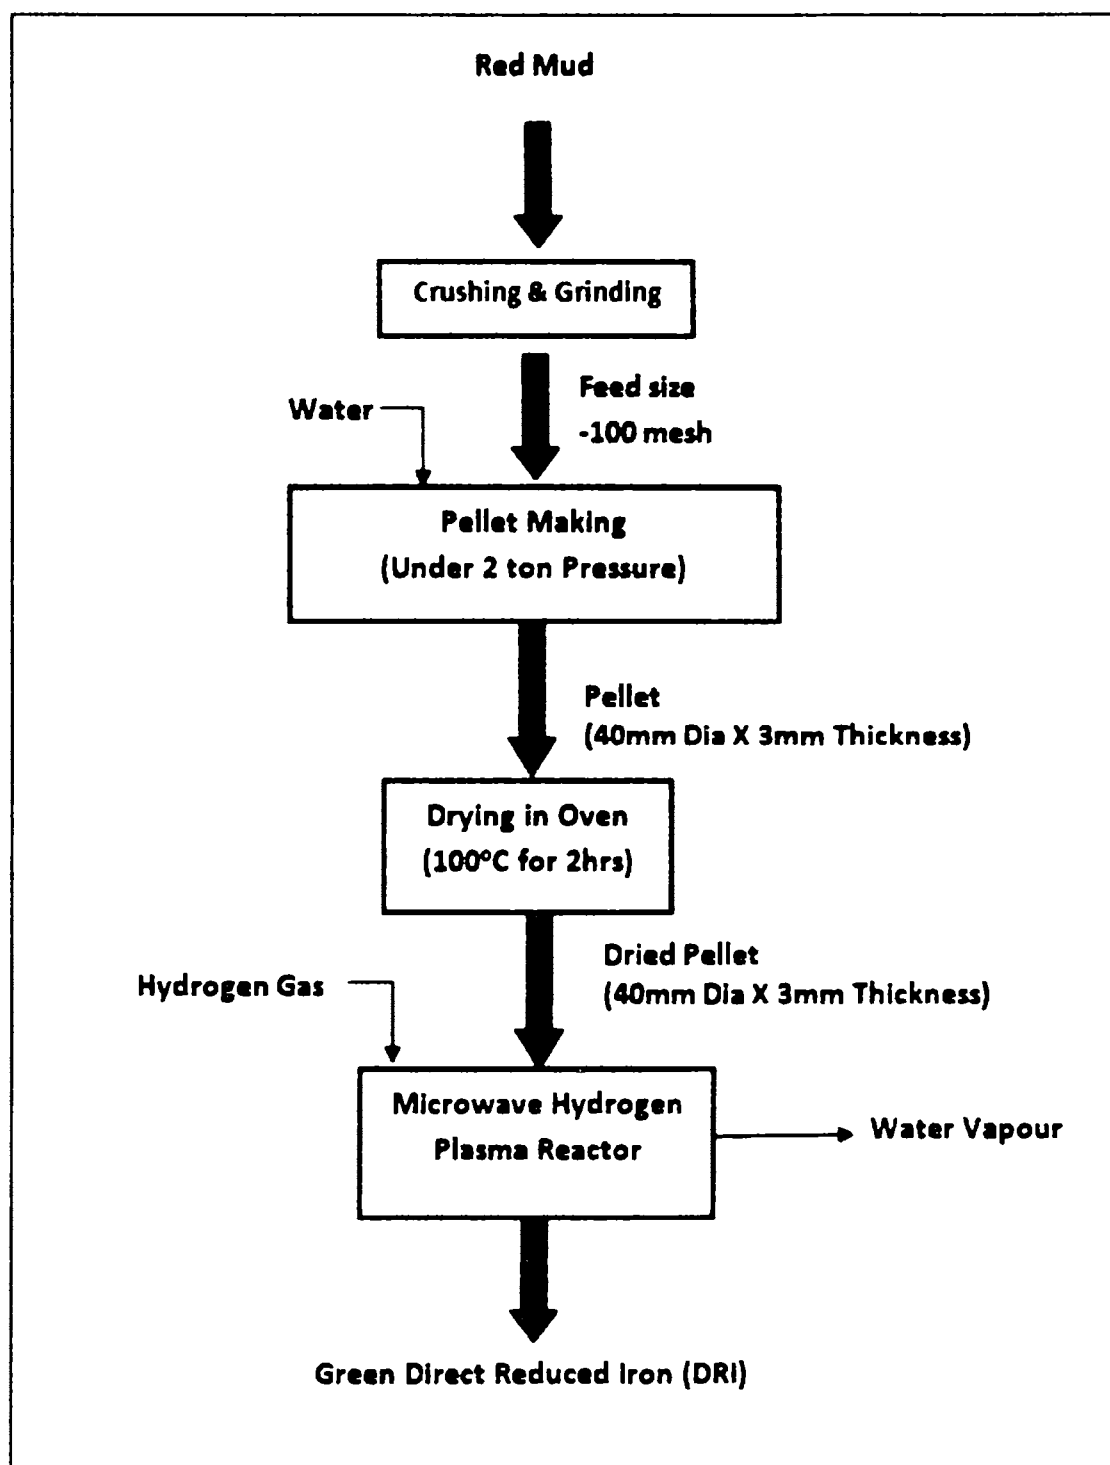 Red Mud
Crushing & Grinding
Feed size
-100 mesh
Water
Pellet Making
(Under 2 ton Pressure)
Pellet
(40mm Dia X 3mm Thickness)
Drying in Oven
(100°C for 2hrs)
Dried Pellet
(40mm Dia X 3mm Thickness)
Hydrogen Gas
Microwave Hydrogen
Plasma Reactor
Water Vapour
Green Direct Reduced Iron (DRI)